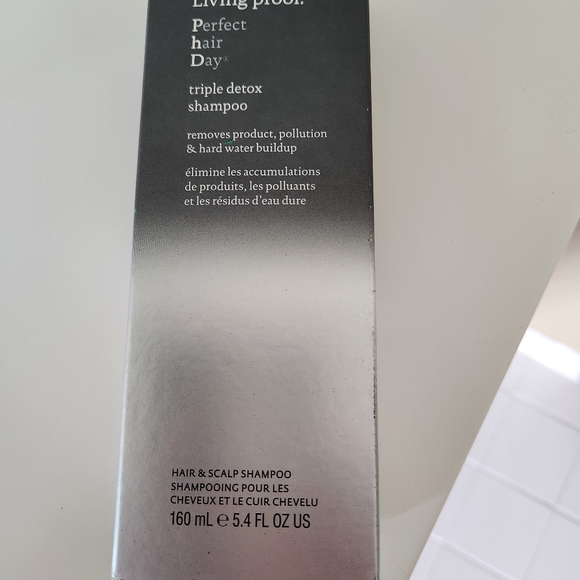 Living proof.
Perfect
hair
Day
triple detox
shampoo
removes product, pollution
& hard water buildup
élimine les accumulations
de produits, les polluants
et les résidus d'eau dure
HAIR & SCALP SHAMPOO
SHAMPOOING POUR LES
CHEVEUX ET LE CUIR CHEVELU
160 mL ℮ 5.4 FL OZ US